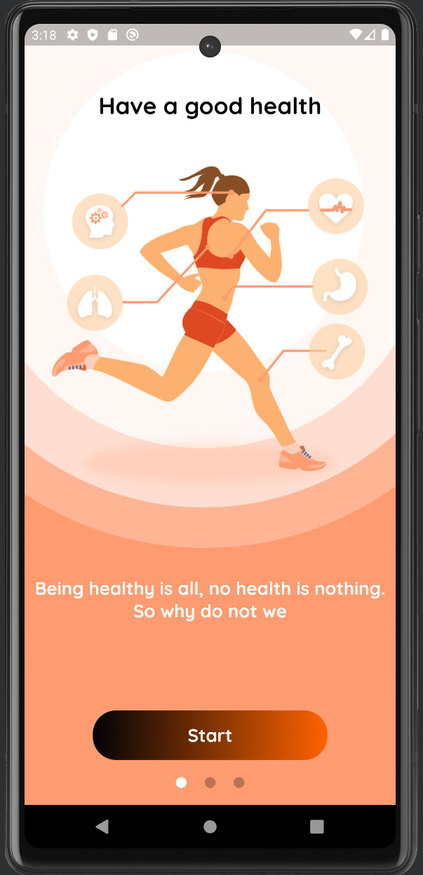 3:18
Have a good health
Being healthy is all, no health is nothing.
So why do not we
Start